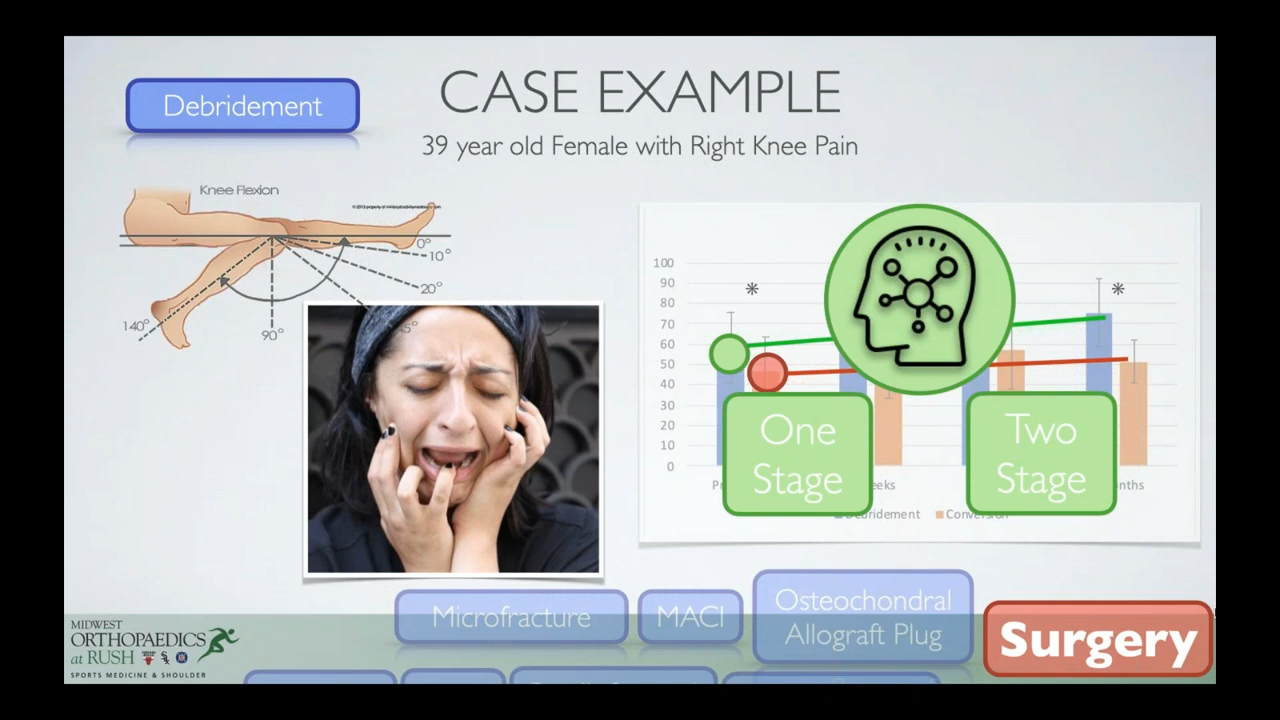 Debridement
CASE EXAMPLE
39 year old Female with Right Knee Pain
Knee Flexion
0°
10°
20°
45°
90°
140°
100
90
80
70
60
50
40
30
20
10
0
*
*
One
Stage
Two
Stage
Microfracture
MACI
Osteochondral
Allograft Plug
Surgery
MIDWEST
ORTHOPAEDICS
at RUSH
SPORTS MEDICINE & SHOULDER